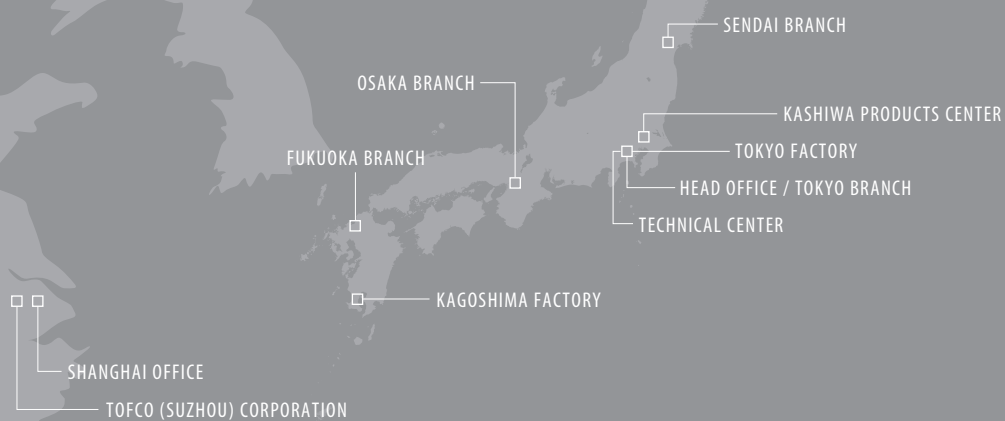 SENDAI BRANCH
OSAKA BRANCH
KASHIWA PRODUCTS CENTER
TOKYO FACTORY
FUKUOKA BRANCH
HEAD OFFICE / TOKYO BRANCH
TECHNICAL CENTER
KAGOSHIMA FACTORY
SHANGHAI OFFICE
TOFCO (SUZHOU) CORPORATION